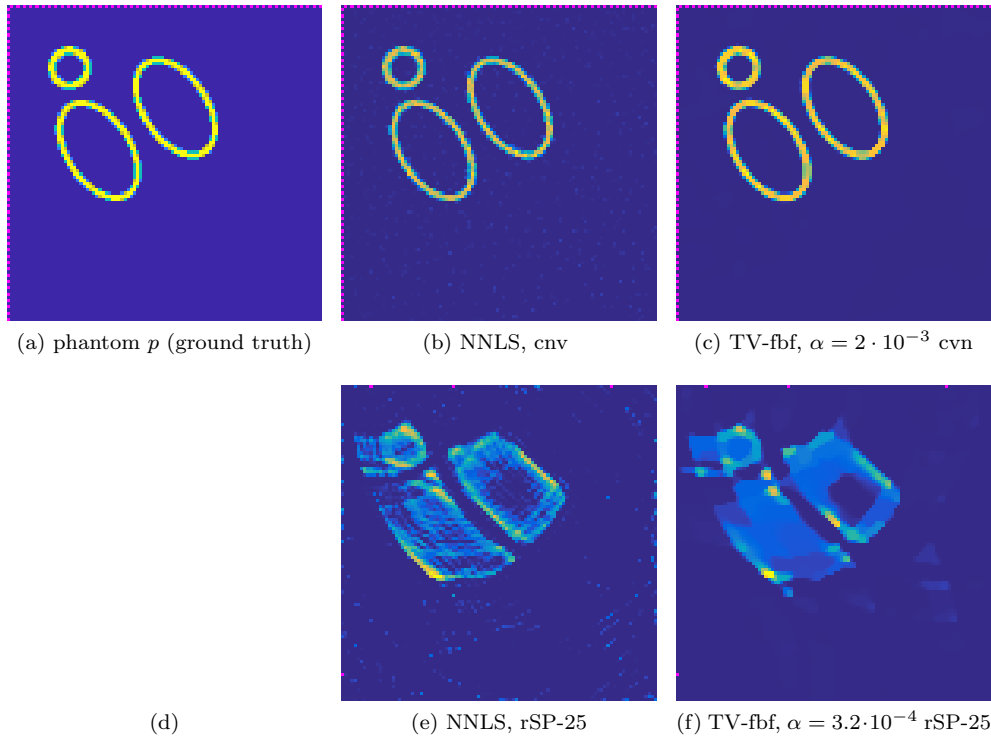 (a) phantom p (ground truth)
(b) NNLS, cnv
(c) TV-fbf, α = 2 · 10⁻³ cvn
(d)
(e) NNLS, rSP-25
(f) TV-fbf, α = 3.2·10⁻⁴ rSP-25